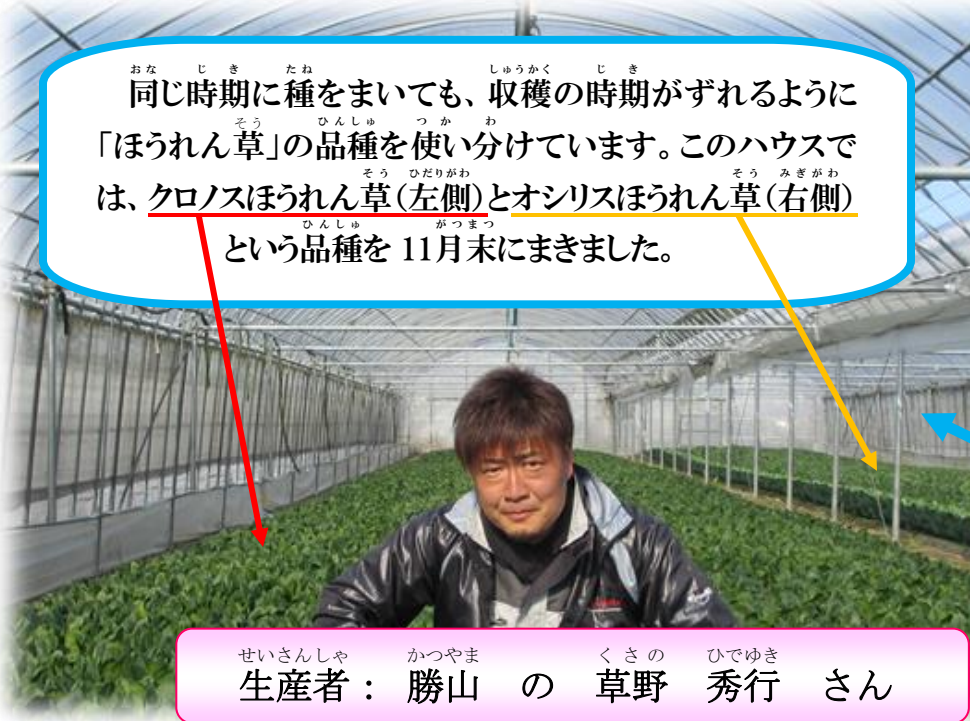 同じ時期に種をまいても、収穫の時期がずれるように
「ほうれん草」の品種を使い分けています。このハウスで
は、クロノスほうれん草(左側)とオシリスほうれん草(右側)
という品種を 11月末にまきました。
生産者： 勝山 の 草野 秀行 さん